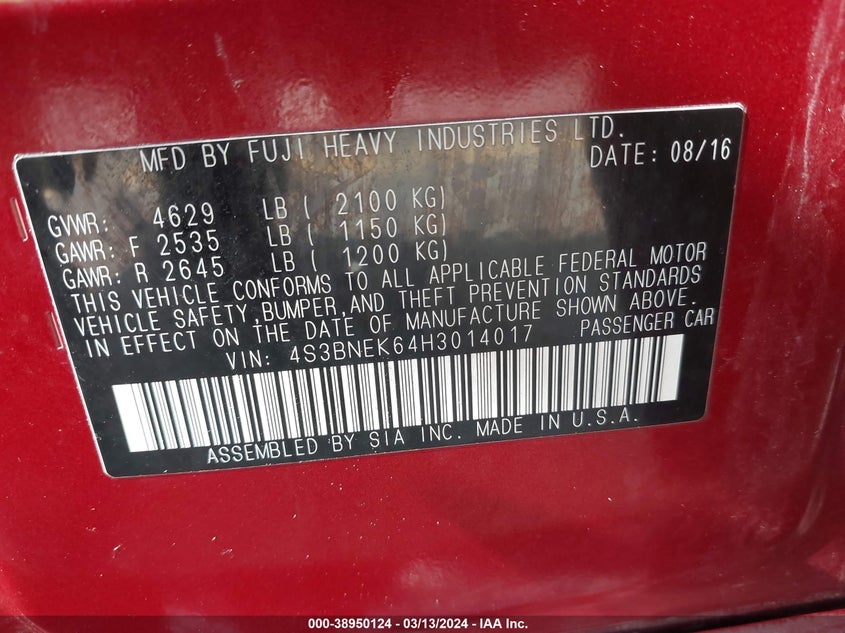 MFD BY FUJI HEAVY INDUSTRIES LTD.
DATE: 08/16
GVWR: 4629 LB ( 2100 KG)
GAWR: F 2535 LB ( 1150 KG)
GAWR: R 2645 LB ( 1200 KG)
THIS VEHICLE CONFORMS TO ALL APPLICABLE FEDERAL MOTOR
VEHICLE SAFETY,BUMPER,AND THEFT PREVENTION STANDARDS
IN EFFECT ON THE DATE OF MANUFACTURE SHOWN ABOVE.
VIN: 4S3BNEK64H3014017 PASSENGER CAR
ASSEMBLED BY SIA INC. MADE IN U.S.A.
000-38950124 — 03/13/2024 — IAA Inc.